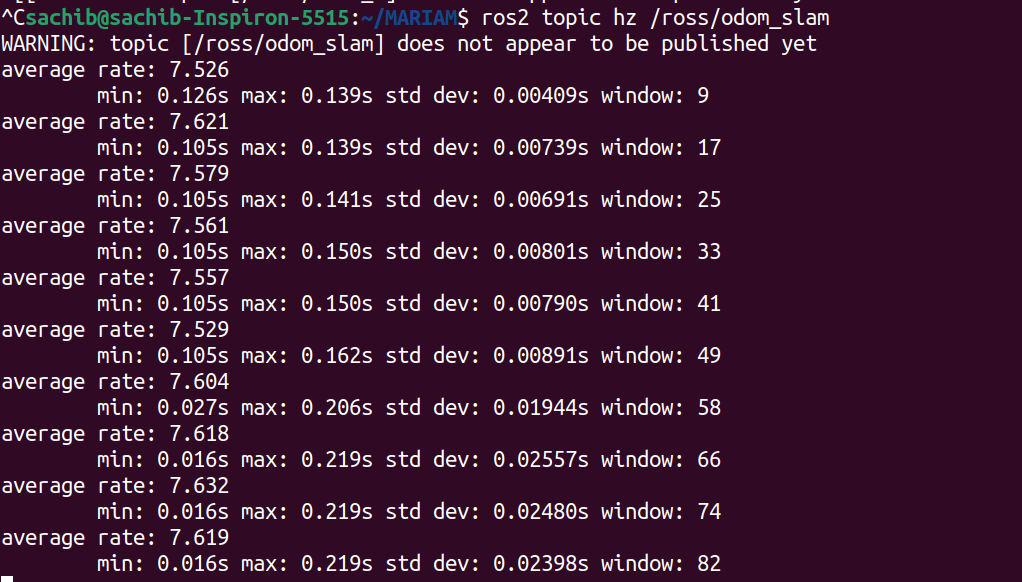 ^Csachib@sachib-Inspiron-5515:~/MARIAM$ ros2 topic hz /ross/odom_slam
WARNING: topic [/ross/odom_slam] does not appear to be published yet
average rate: 7.526
	min: 0.126s max: 0.139s std dev: 0.00409s window: 9
average rate: 7.621
	min: 0.105s max: 0.139s std dev: 0.00739s window: 17
average rate: 7.579
	min: 0.105s max: 0.141s std dev: 0.00691s window: 25
average rate: 7.561
	min: 0.105s max: 0.150s std dev: 0.00801s window: 33
average rate: 7.557
	min: 0.105s max: 0.150s std dev: 0.00790s window: 41
average rate: 7.529
	min: 0.105s max: 0.162s std dev: 0.00891s window: 49
average rate: 7.604
	min: 0.027s max: 0.206s std dev: 0.01944s window: 58
average rate: 7.618
	min: 0.016s max: 0.219s std dev: 0.02557s window: 66
average rate: 7.632
	min: 0.016s max: 0.219s std dev: 0.02480s window: 74
average rate: 7.619
	min: 0.016s max: 0.219s std dev: 0.02398s window: 82